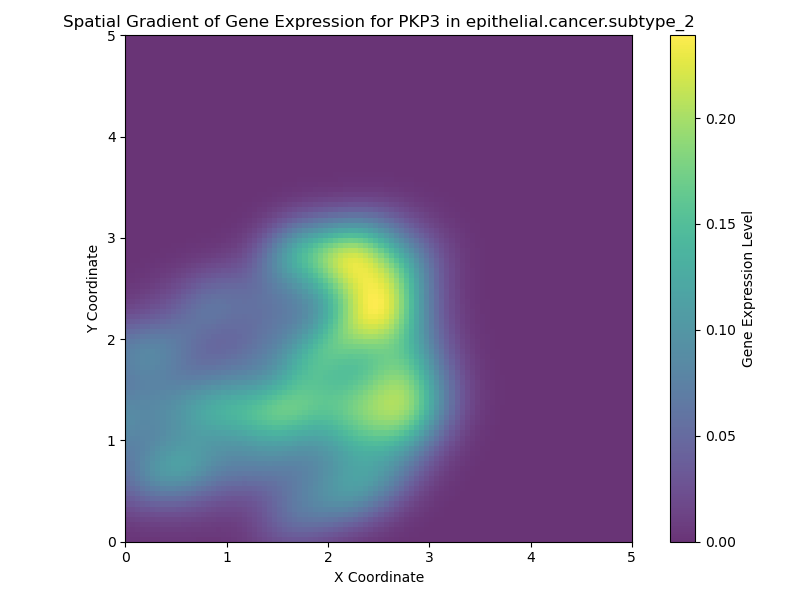 Spatial Gradient of Gene Expression for PKP3 in epithelial.cancer.subtype_2
5
4
3
2
1
0
0 1 2 3 4 5
X Coordinate
Y Coordinate
0.20
0.15
0.10
0.05
0.00
Gene Expression Level